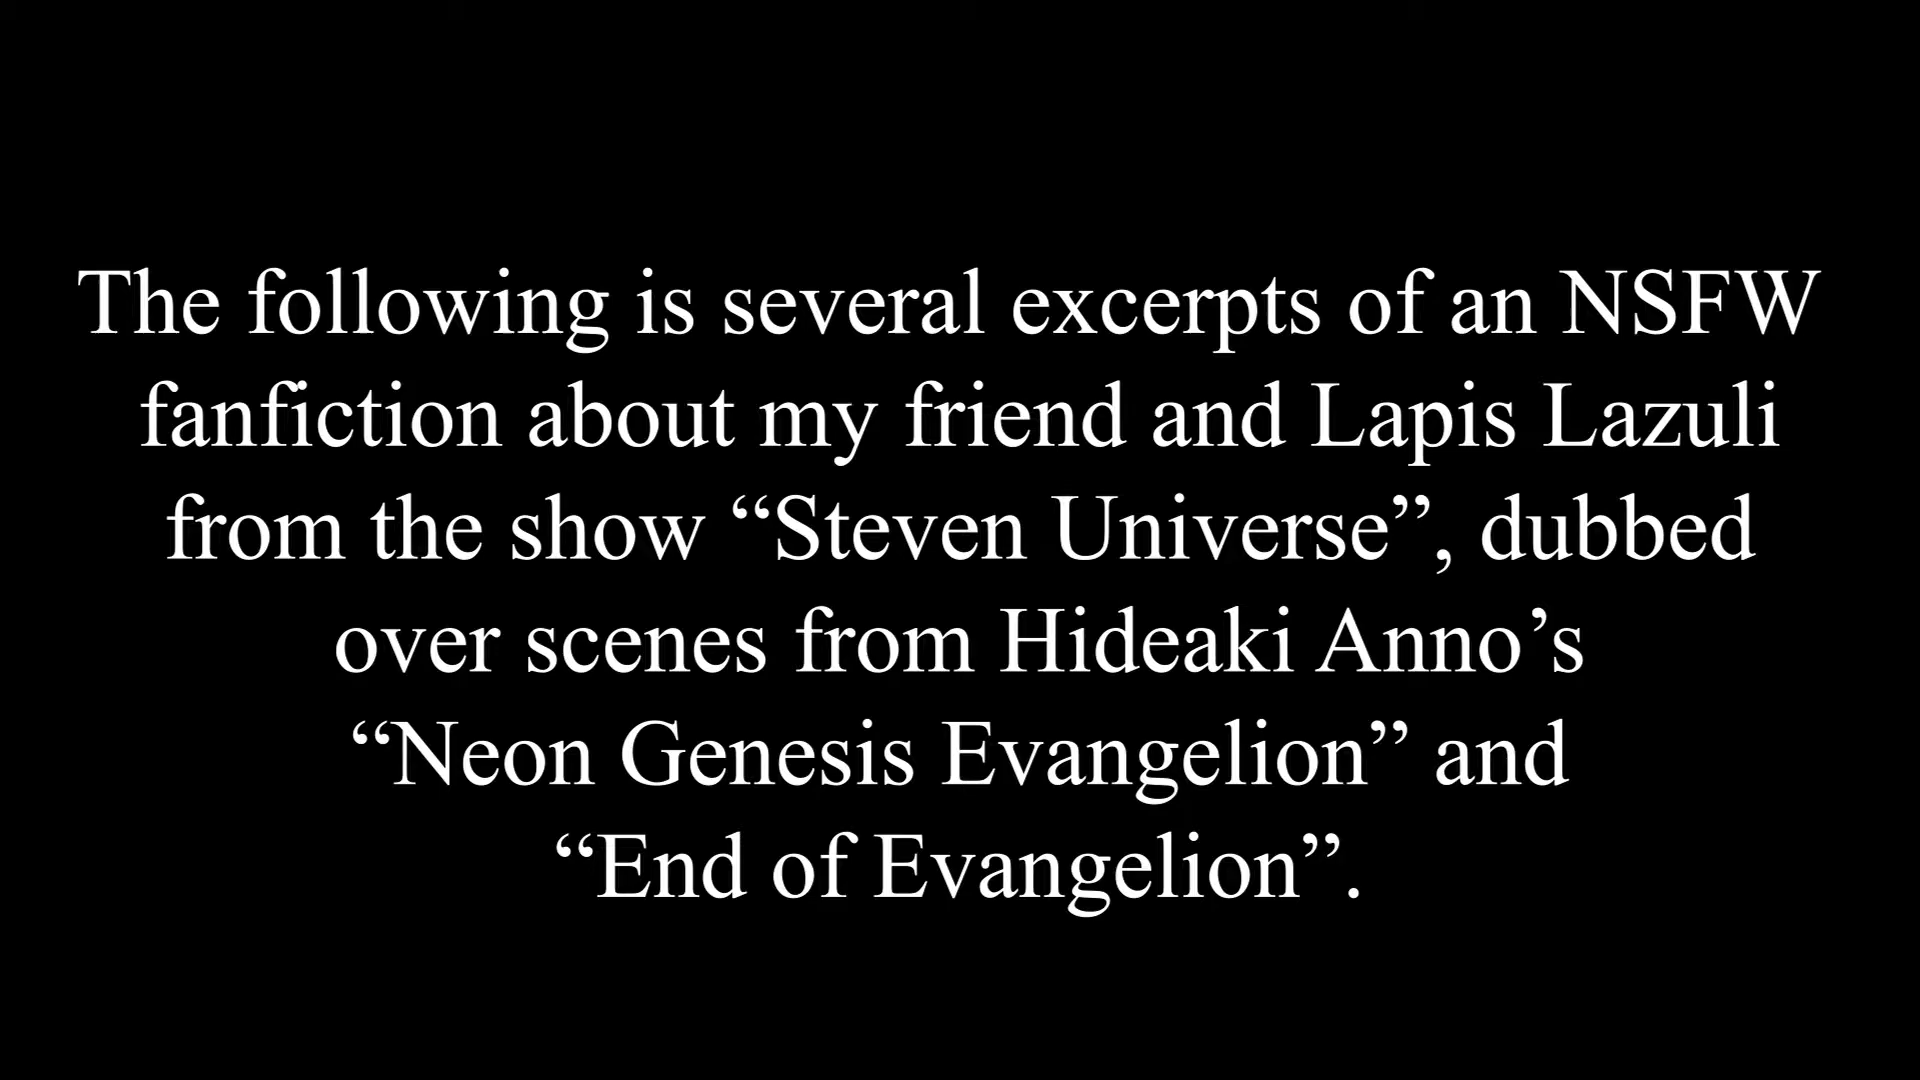 The following is several excerpts of an NSFW
fanfiction about my friend and Lapis Lazuli
from the show “Steven Universe”, dubbed
over scenes from Hideaki Anno’s
“Neon Genesis Evangelion” and
“End of Evangelion”.